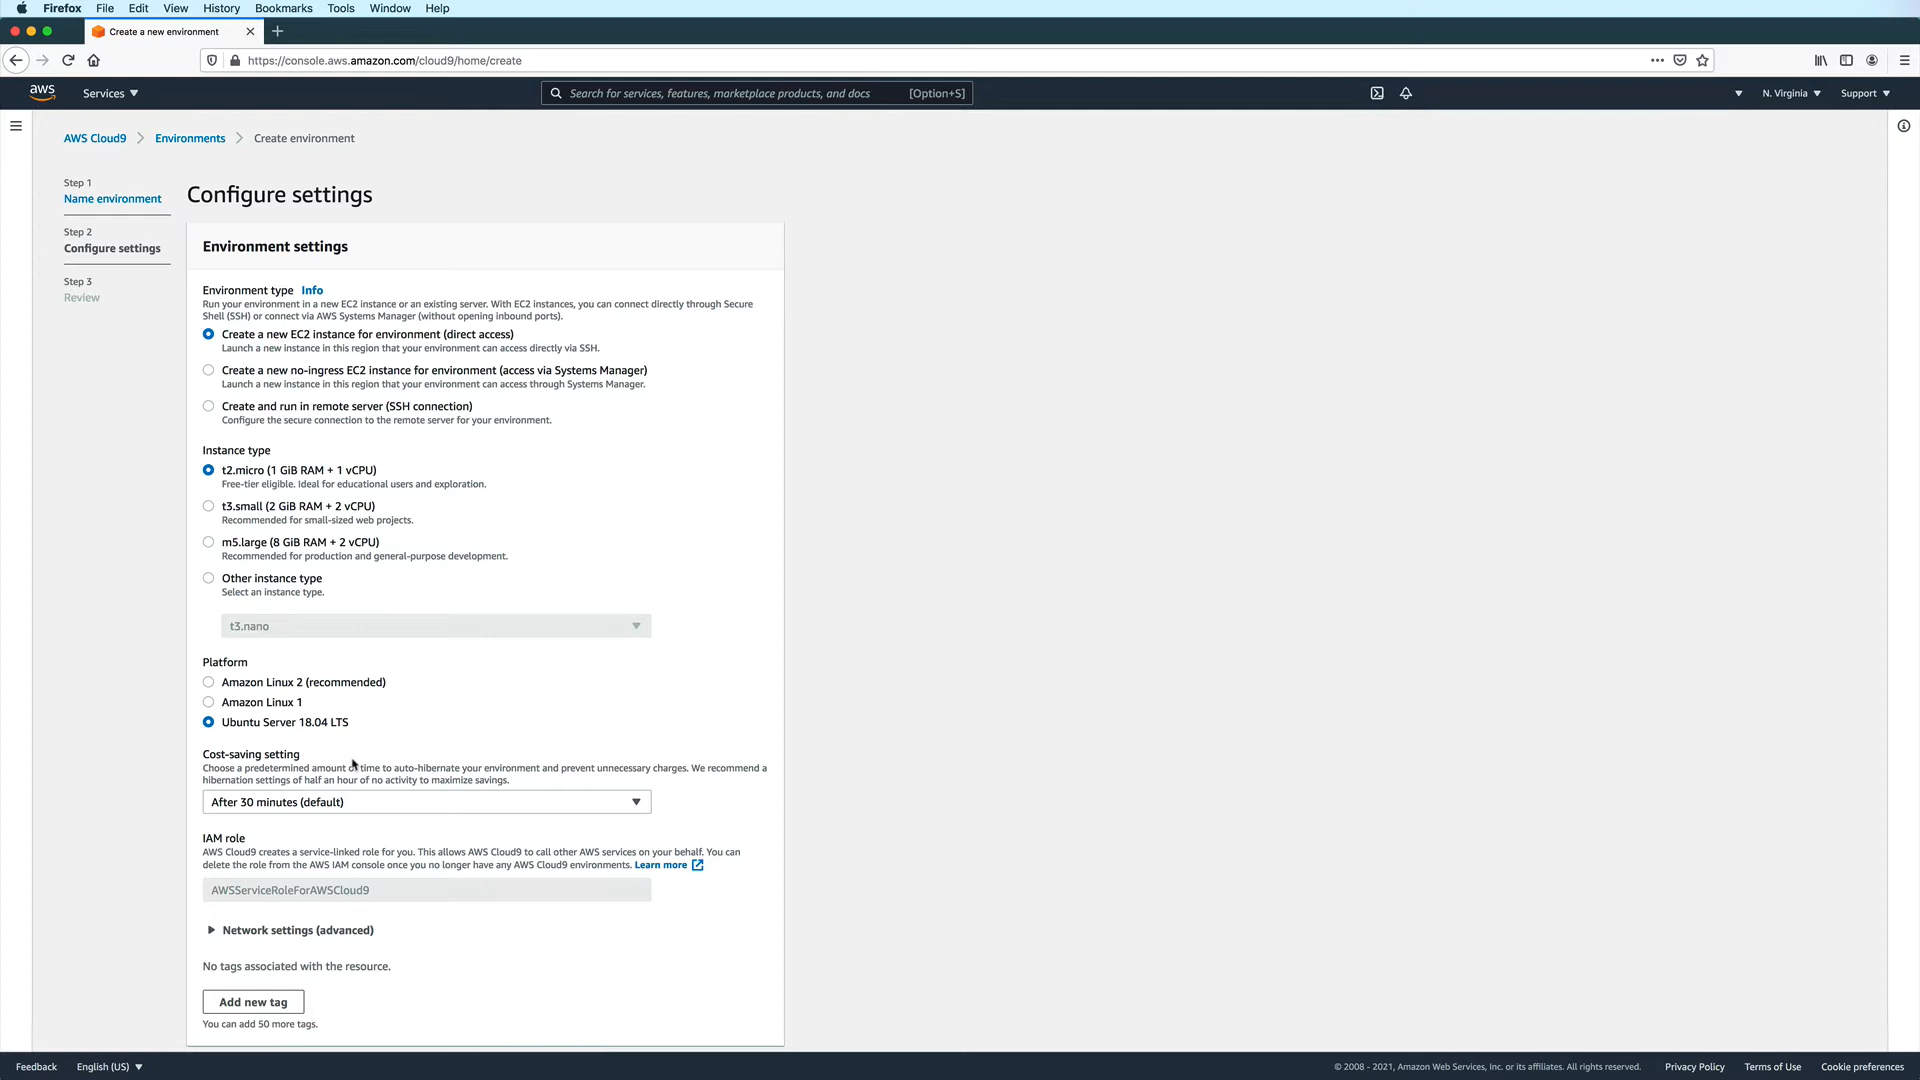 Firefox File Edit View History Bookmarks Tools Window Help
Create a new environment
https://console.aws.amazon.com/cloud9/home/create
aws Services Search for services, features, marketplace products, and docs [Option+S] N. Virginia Support
AWS Cloud9 Environments Create environment
Step 1
Name environment
Step 2
Configure settings
Step 3
Review
Configure settings
Environment settings
Environment type Info
Run your environment in a new EC2 instance or an existing server. With EC2 instances, you can connect directly through Secure
Shell (SSH) or connect via AWS Systems Manager (without opening inbound ports).
Create a new EC2 instance for environment (direct access)
Launch a new instance in this region that your environment can access directly via SSH.
Create a new no-ingress EC2 instance for environment (access via Systems Manager)
Launch a new instance in this region that your environment can access through Systems Manager.
Create and run in remote server (SSH connection)
Configure the secure connection to the remote server for your environment.
Instance type
t2.micro (1 GiB RAM + 1 vCPU)
Free-tier eligible. Ideal for educational users and exploration.
t3.small (2 GiB RAM + 2 vCPU)
Recommended for small-sized web projects.
m5.large (8 GiB RAM + 2 vCPU)
Recommended for production and general-purpose development.
Other instance type
Select an instance type.
t3.nano
Platform
Amazon Linux 2 (recommended)
Amazon Linux 1
Ubuntu Server 18.04 LTS
Cost-saving setting
Choose a predetermined amount of time to auto-hibernate your environment and prevent unnecessary charges. We recommend a
hibernation settings of half an hour of no activity to maximize savings.
After 30 minutes (default)
IAM role
AWS Cloud9 creates a service-linked role for you. This allows AWS Cloud9 to call other AWS services on your behalf. You can
delete the role from the AWS IAM console once you no longer have any AWS Cloud9 environments. Learn more
AWSServiceRoleForAWSCloud9
Network settings (advanced)
No tags associated with the resource.
Add new tag
You can add 50 more tags.
Feedback English (US) © 2008 - 2021, Amazon Web Services, Inc. or its affiliates. All rights reserved. Privacy Policy Terms of Use Cookie preferences